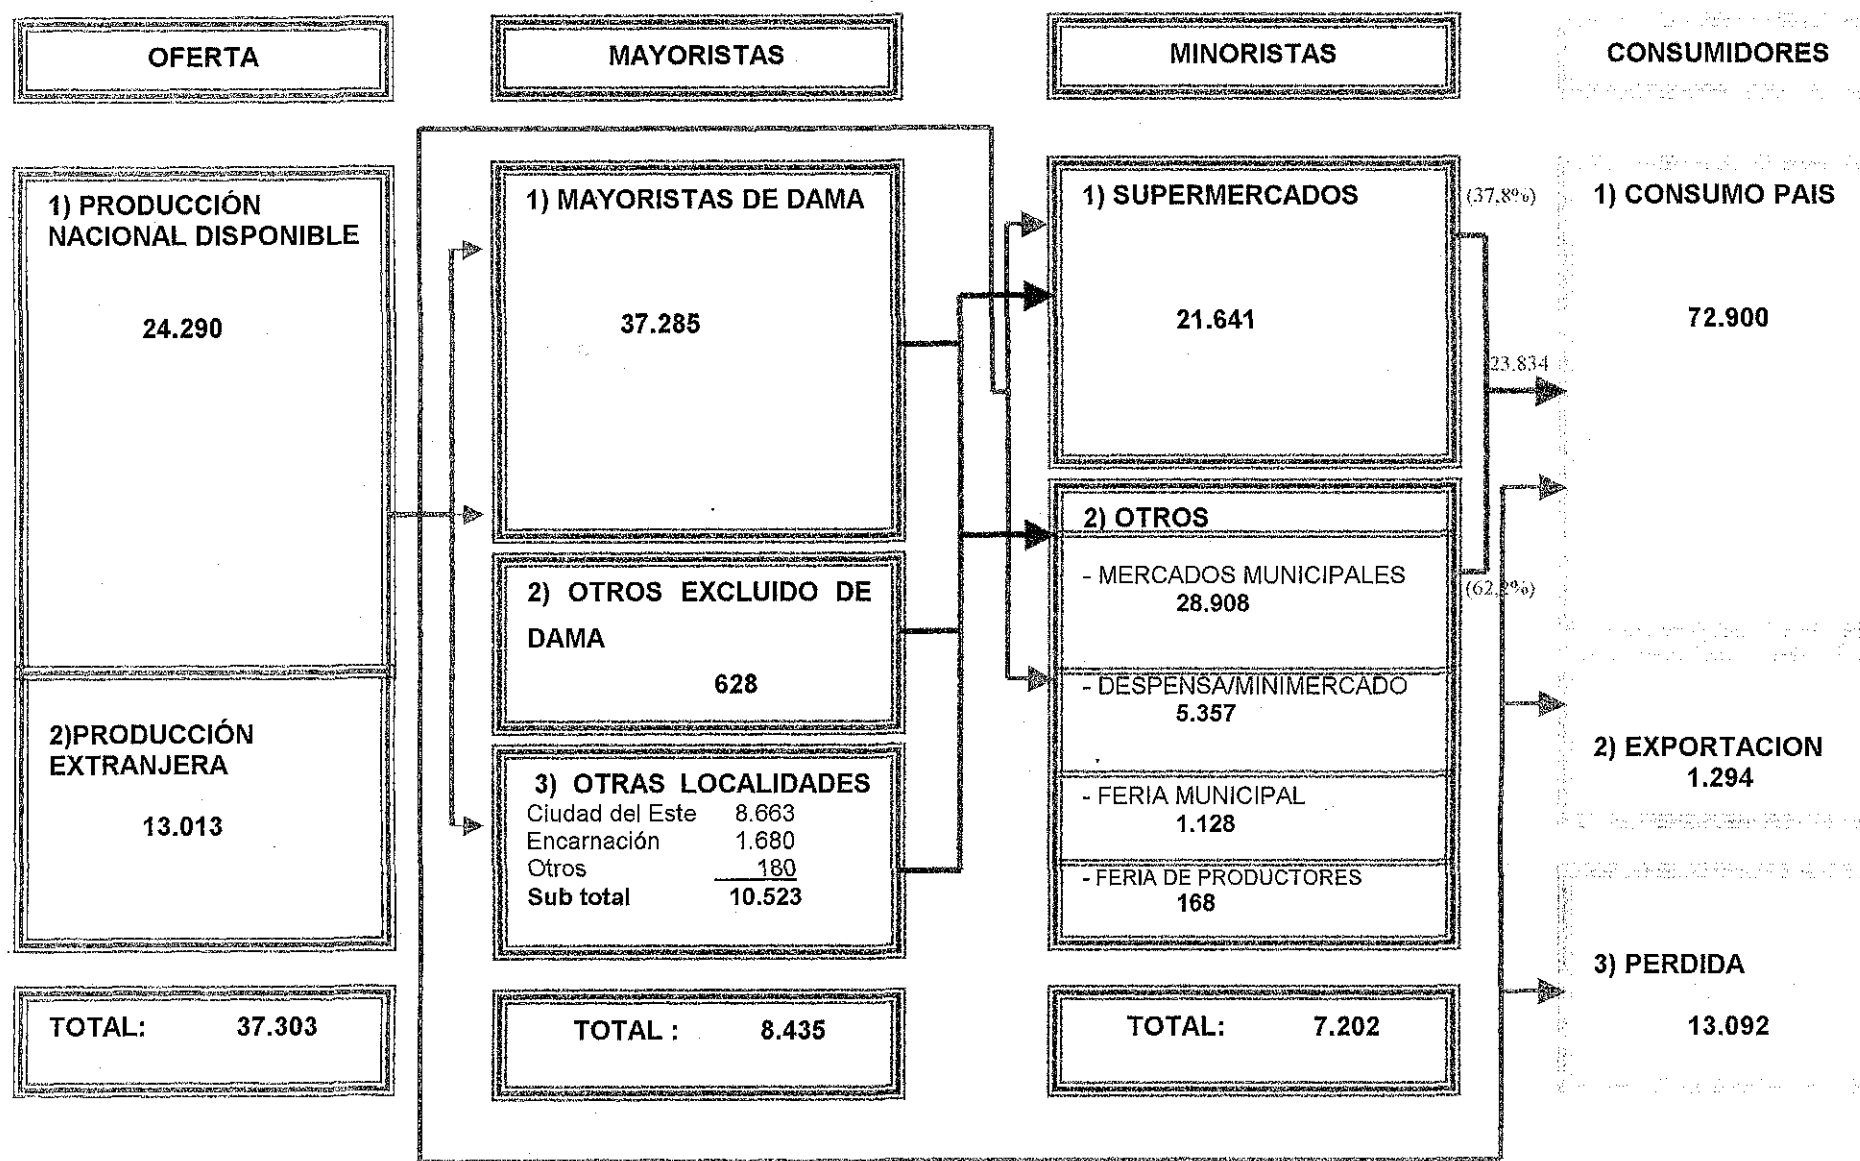 OFERTA
MAYORISTAS
MINORISTAS
CONSUMIDORES
1) PRODUCCIÓN
NACIONAL DISPONIBLE
24.290
2)PRODUCCIÓN
EXTRANJERA
13.013
TOTAL: 37.303
1) MAYORISTAS DE DAMA
37.285
2) OTROS EXCLUIDO DE
DAMA
628
3) OTRAS LOCALIDADES
Ciudad del Este 8.663
Encarnación 1.680
Otros 180
Sub total 10.523
TOTAL : 8.435
1) SUPERMERCADOS
21.641
2) OTROS
- MERCADOS MUNICIPALES
28.908
- DESPENSA/MINIMERCADO
5.357
- FERIA MUNICIPAL
1.128
- FERIA DE PRODUCTORES
168
TOTAL: 7.202
(37,8%)
23.834
(62,2%)
1) CONSUMO PAIS
72.900
2) EXPORTACION
1.294
3) PERDIDA
13.092